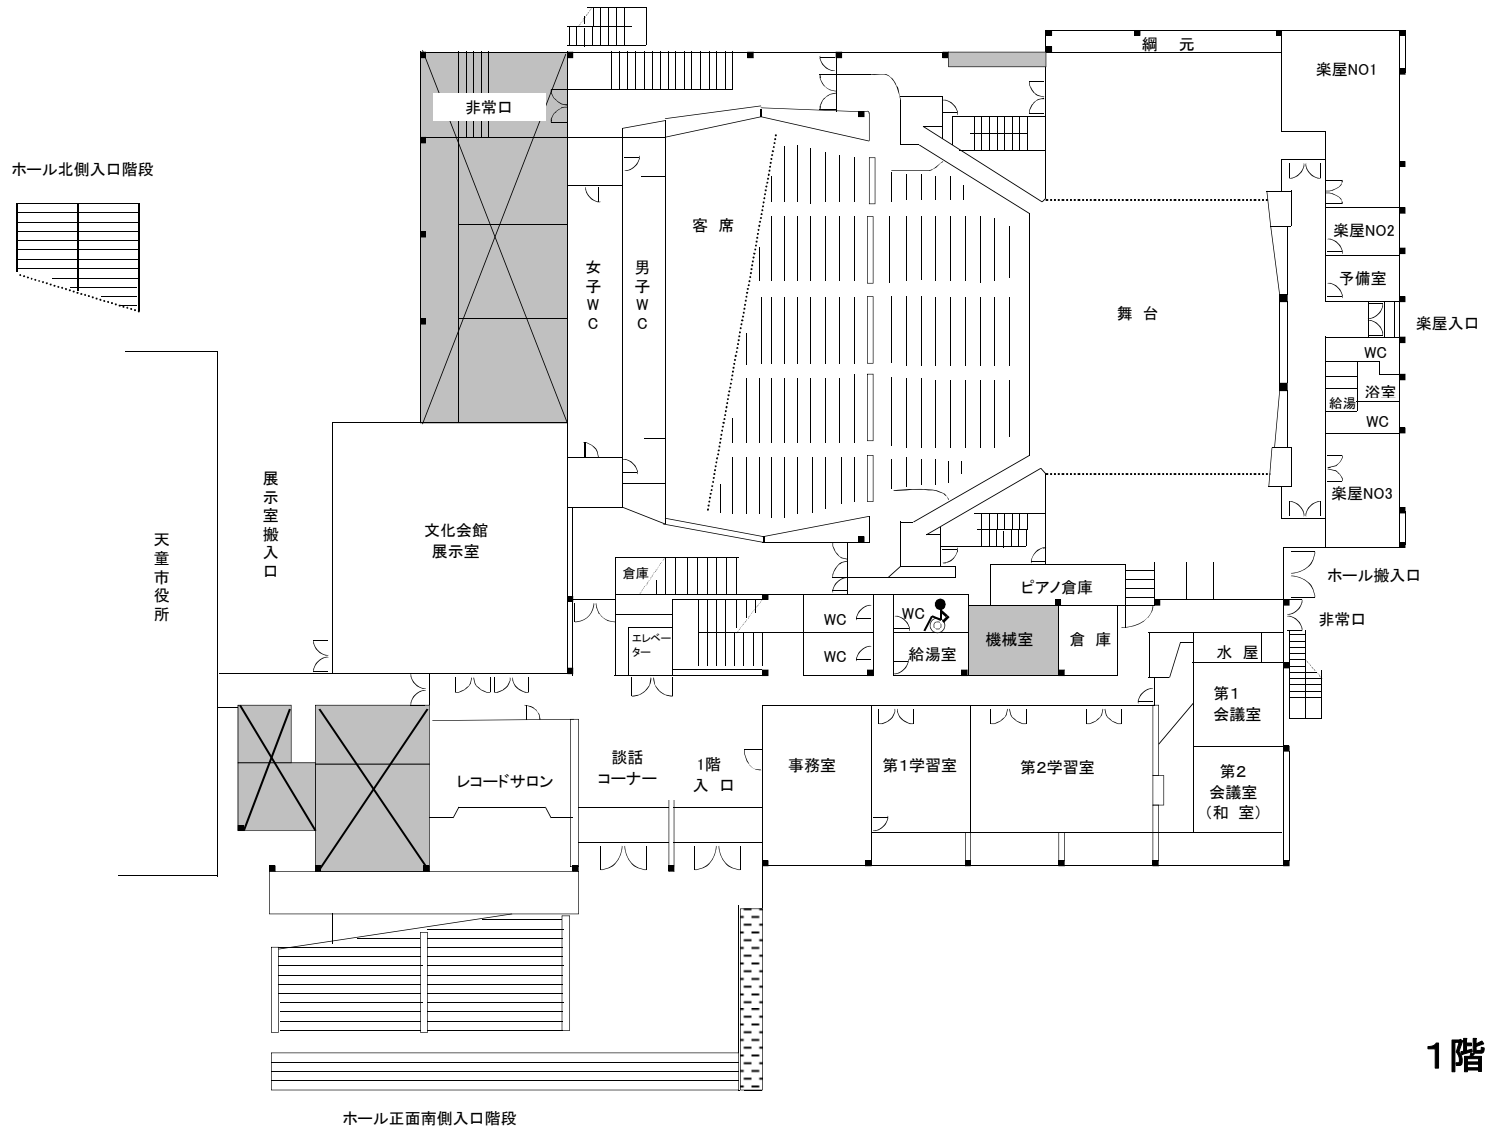 綱 元
楽屋NO1
非常口
ホール北側入口階段
客 席
楽屋NO2
女子WC
男子WC
予備室
舞 台
楽屋入口
WC
浴室
給湯
WC
展示室搬入口
楽屋NO3
天童市役所
文化会館
展示室
倉庫
ピアノ倉庫
ホール搬入口
WC
WC
非常口
エレベー
ター
機械室
倉 庫
WC
給湯室
水 屋
第1
会議室
談話
コーナー
1階
入 口
事務室
第1学習室
第2学習室
レコードサロン
第2
会議室
(和 室)
1階
ホール正面南側入口階段